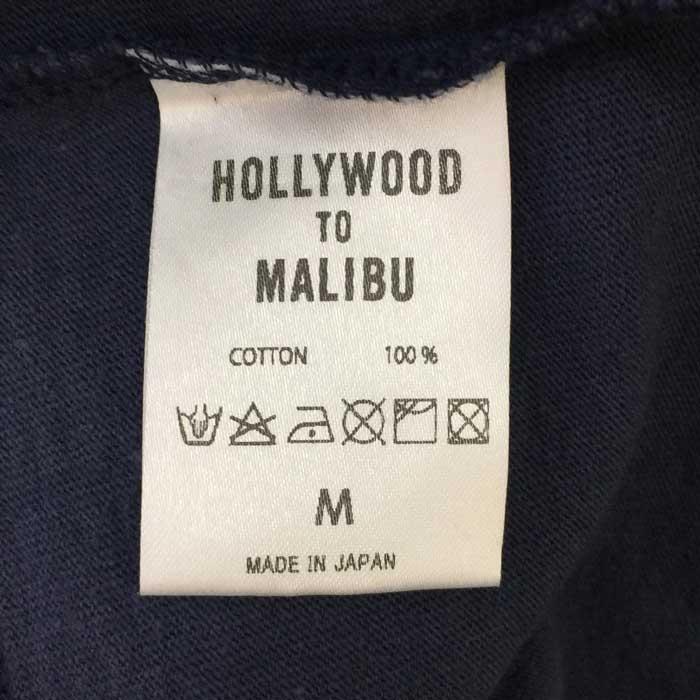 HOLLYWOOD
TO
MALIBU
COTTON 100%
M
MADE IN JAPAN